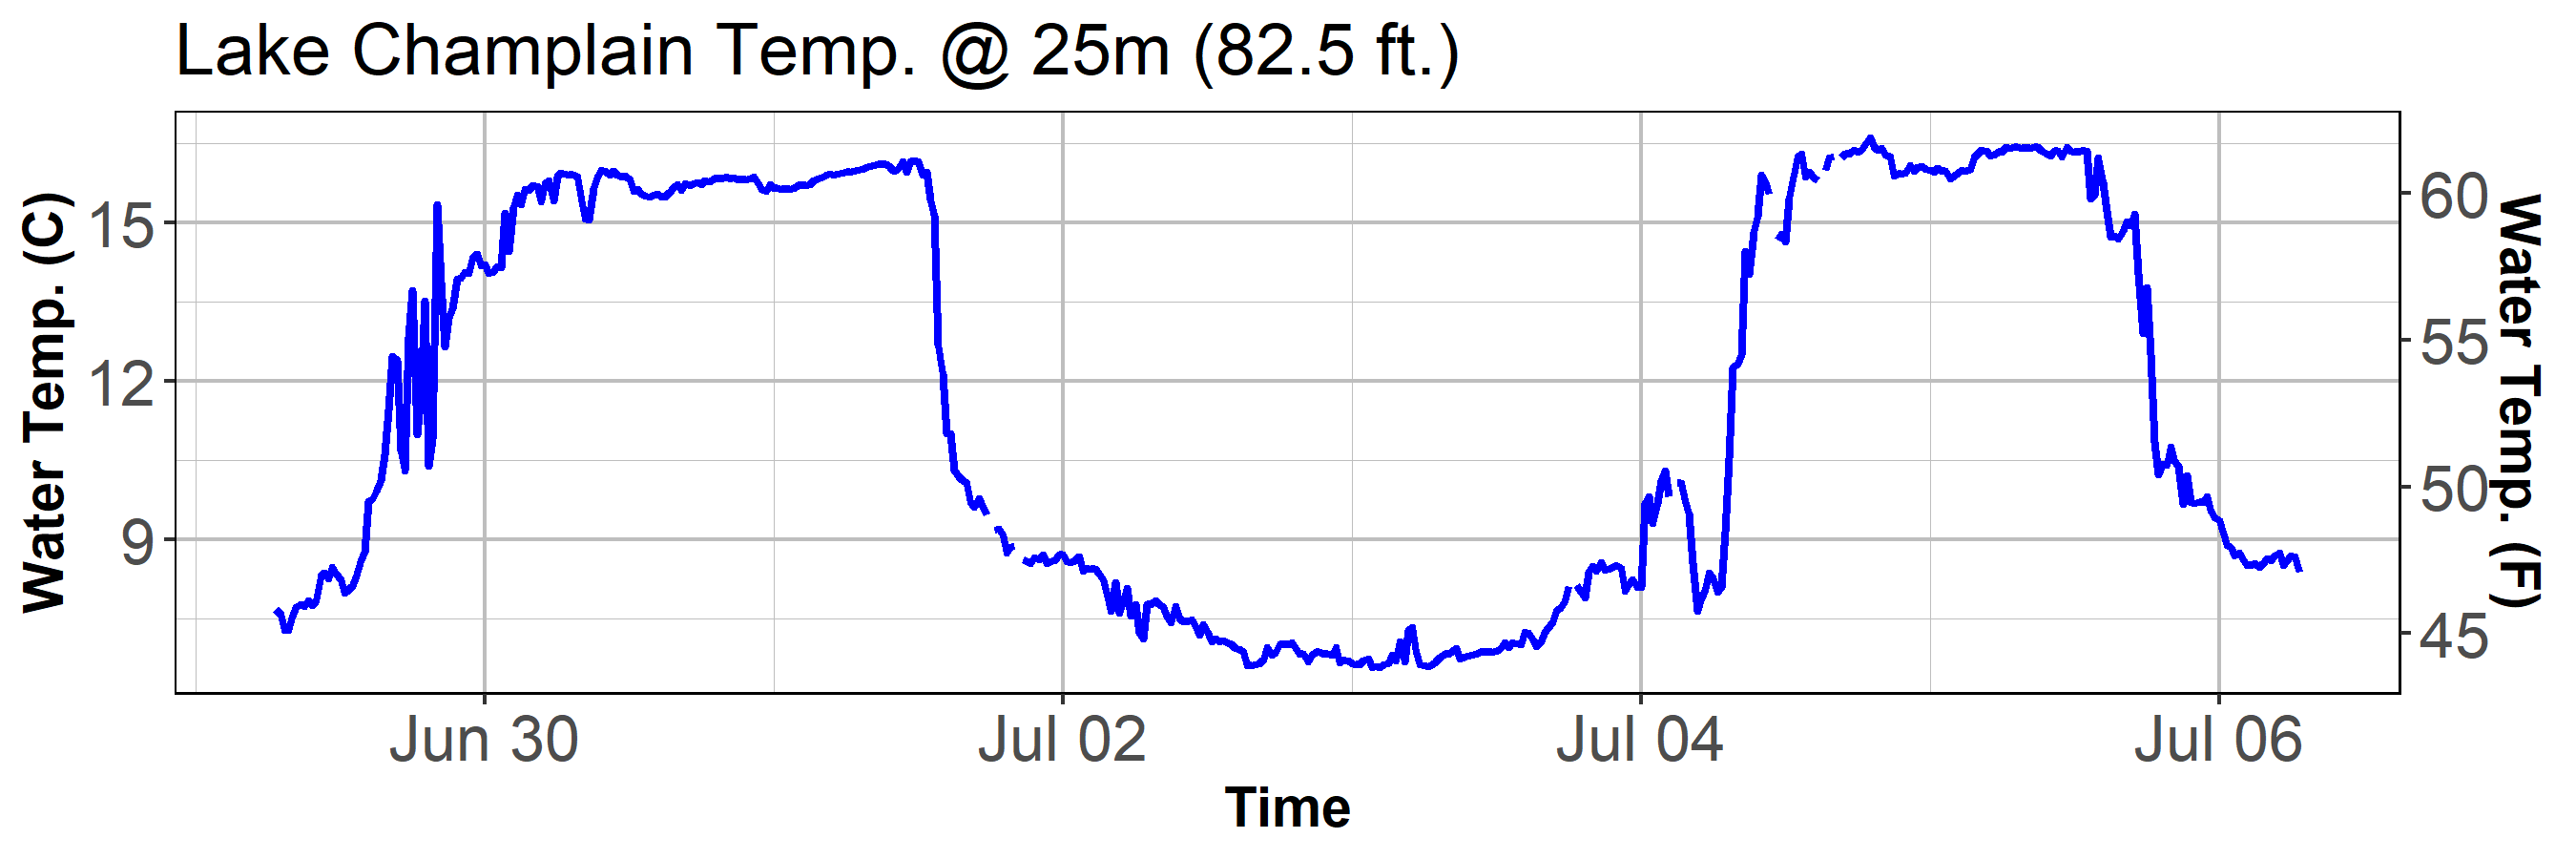 Lake Champlain Temp. @ 25m (82.5 ft.)
Water Temp. (C)
15
12
9
60
55
50
45
Water Temp. (F)
Jun 30
Jul 02
Jul 04
Jul 06
Time